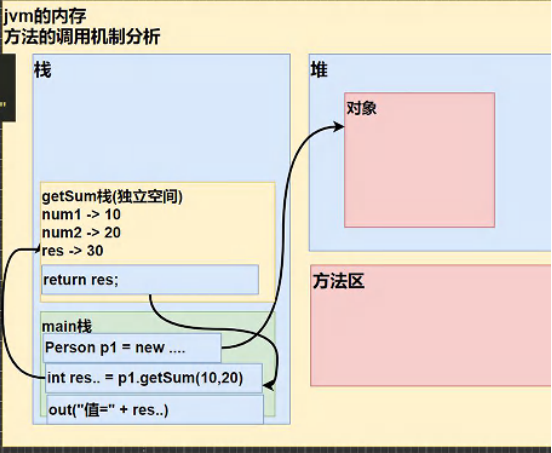 jvm的内存
方法的调用机制分析
"
栈
getSum栈(独立空间)
num1 -> 10
num2 -> 20
res -> 30
return res;
main栈
Person p1 = new ....
int res.. = p1.getSum(10,20)
out("值=" + res..)
堆
对象
方法区